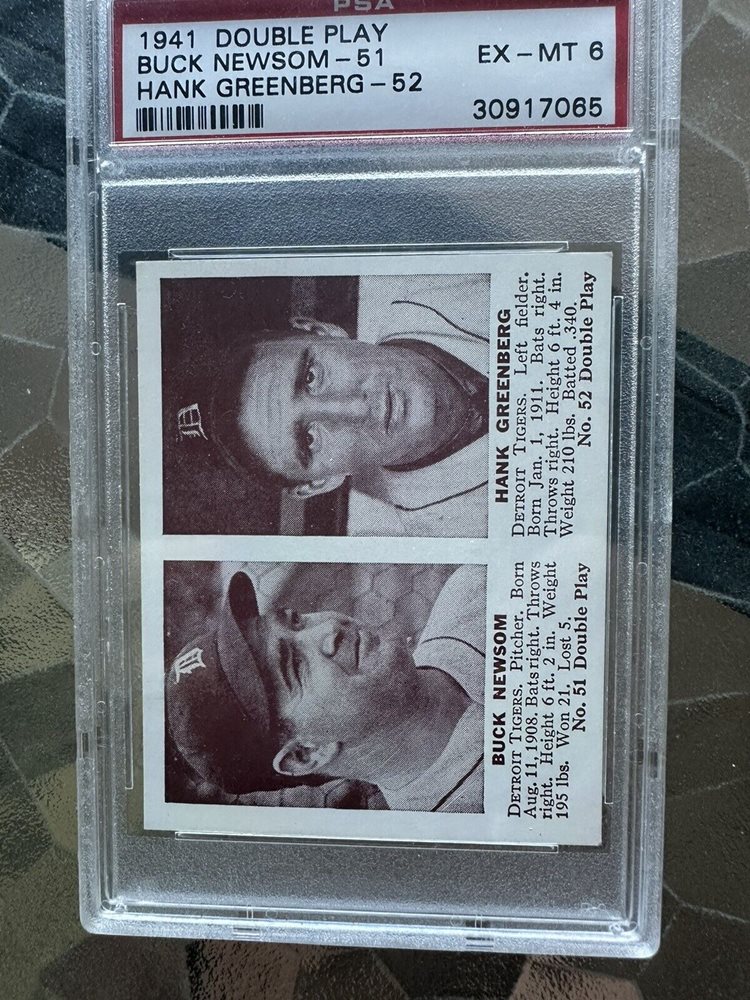 PSA
1941 DOUBLE PLAY
BUCK NEWSOM-51
EX-MT 6
HANK GREENBERG-52
30917065
D
BUCK NEWSOM
DETROIT TIGERS. Pitcher. Born
Aug. 11, 1908. Bats right. Throws
right. Height 6 ft. 2 in. Weight
195 lbs. Won 21. Lost 5.
No. 51 Double Play
D
HANK GREENBERG
DETROIT TIGERS. Left fielder.
Born Jan. 1, 1911. Bats right.
Throws right. Height 6 ft. 4 in.
Weight 210 lbs. Batted .340.
No. 52 Double Play